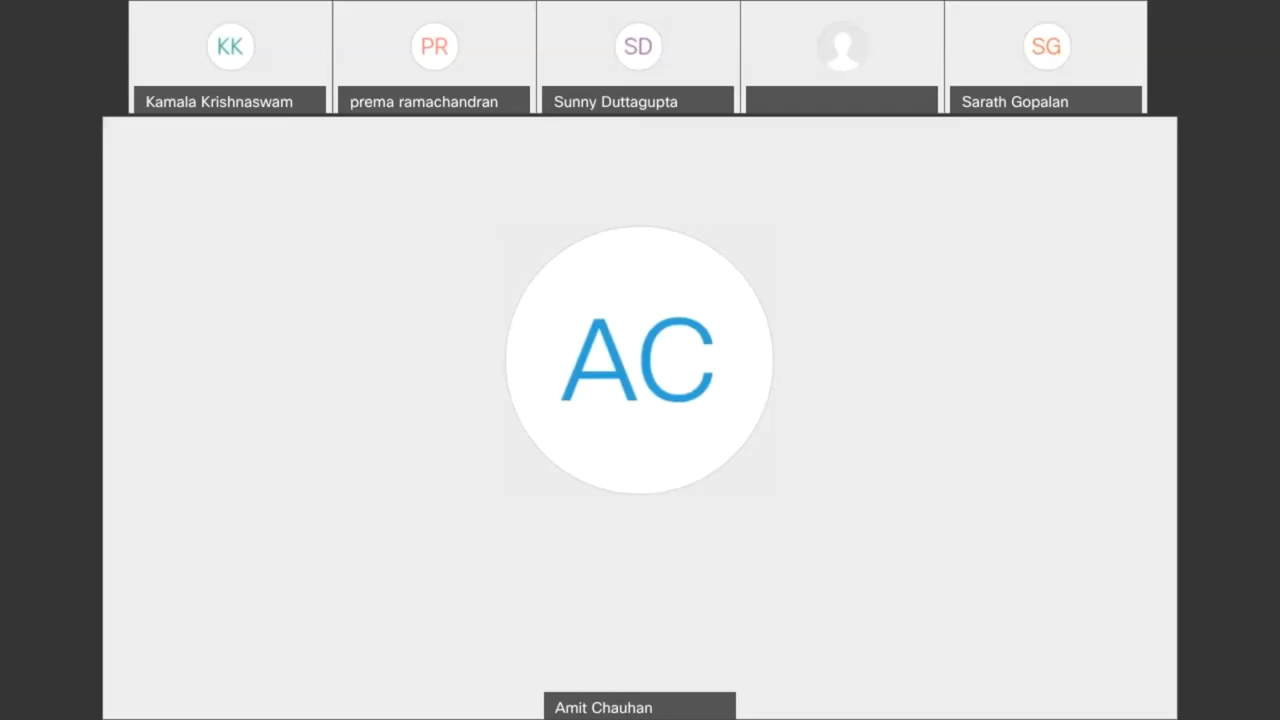 KK
PR
SD
SG
Kamala Krishnaswam
prema ramachandran
Sunny Duttagupta
Sarath Gopalan
AC
Amit Chauhan